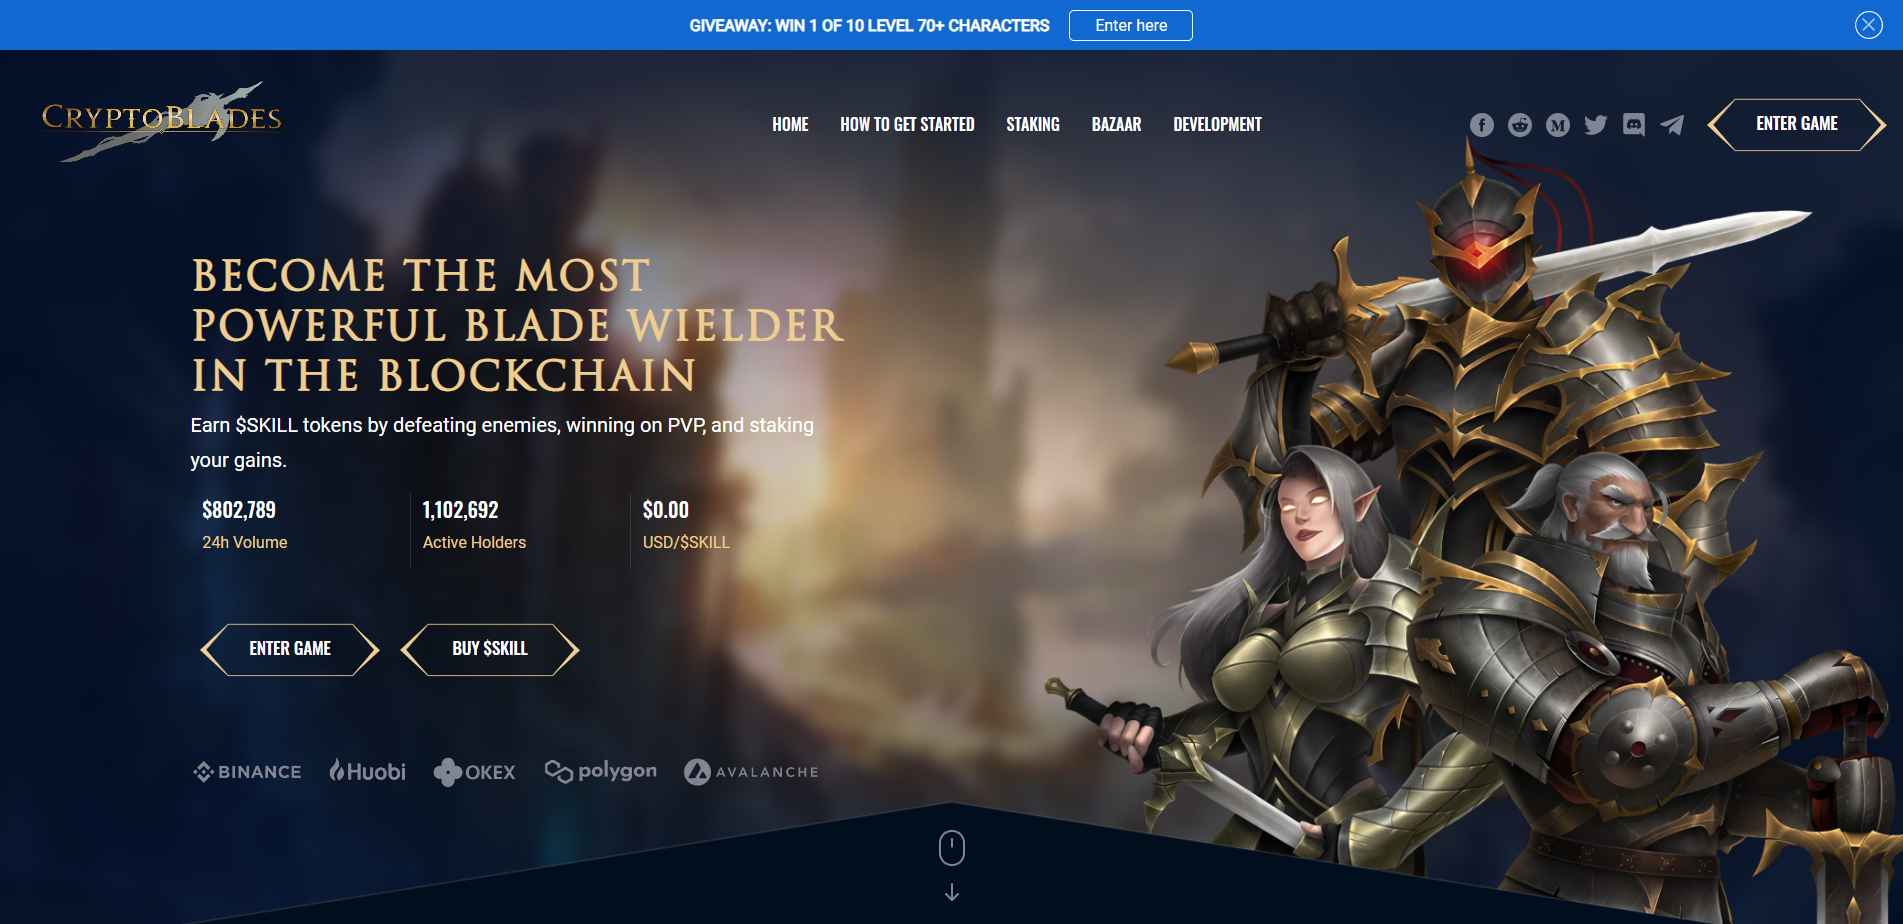 GIVEAWAY: WIN 1 OF 10 LEVEL 70+ CHARACTERS
Enter here
CRYPTOBLADES
HOME
HOW TO GET STARTED
STAKING
BAZAAR
DEVELOPMENT
ENTER GAME
BECOME THE MOST
POWERFUL BLADE WIELDER
IN THE BLOCKCHAIN
Earn $SKILL tokens by defeating enemies, winning on PVP, and staking
your gains.
$802,789
24h Volume
1,102,692
Active Holders
$0.00
USD/$SKILL
ENTER GAME
BUY $SKILL
BINANCE
Huobi
OKEX
polygon
AVALANCHE